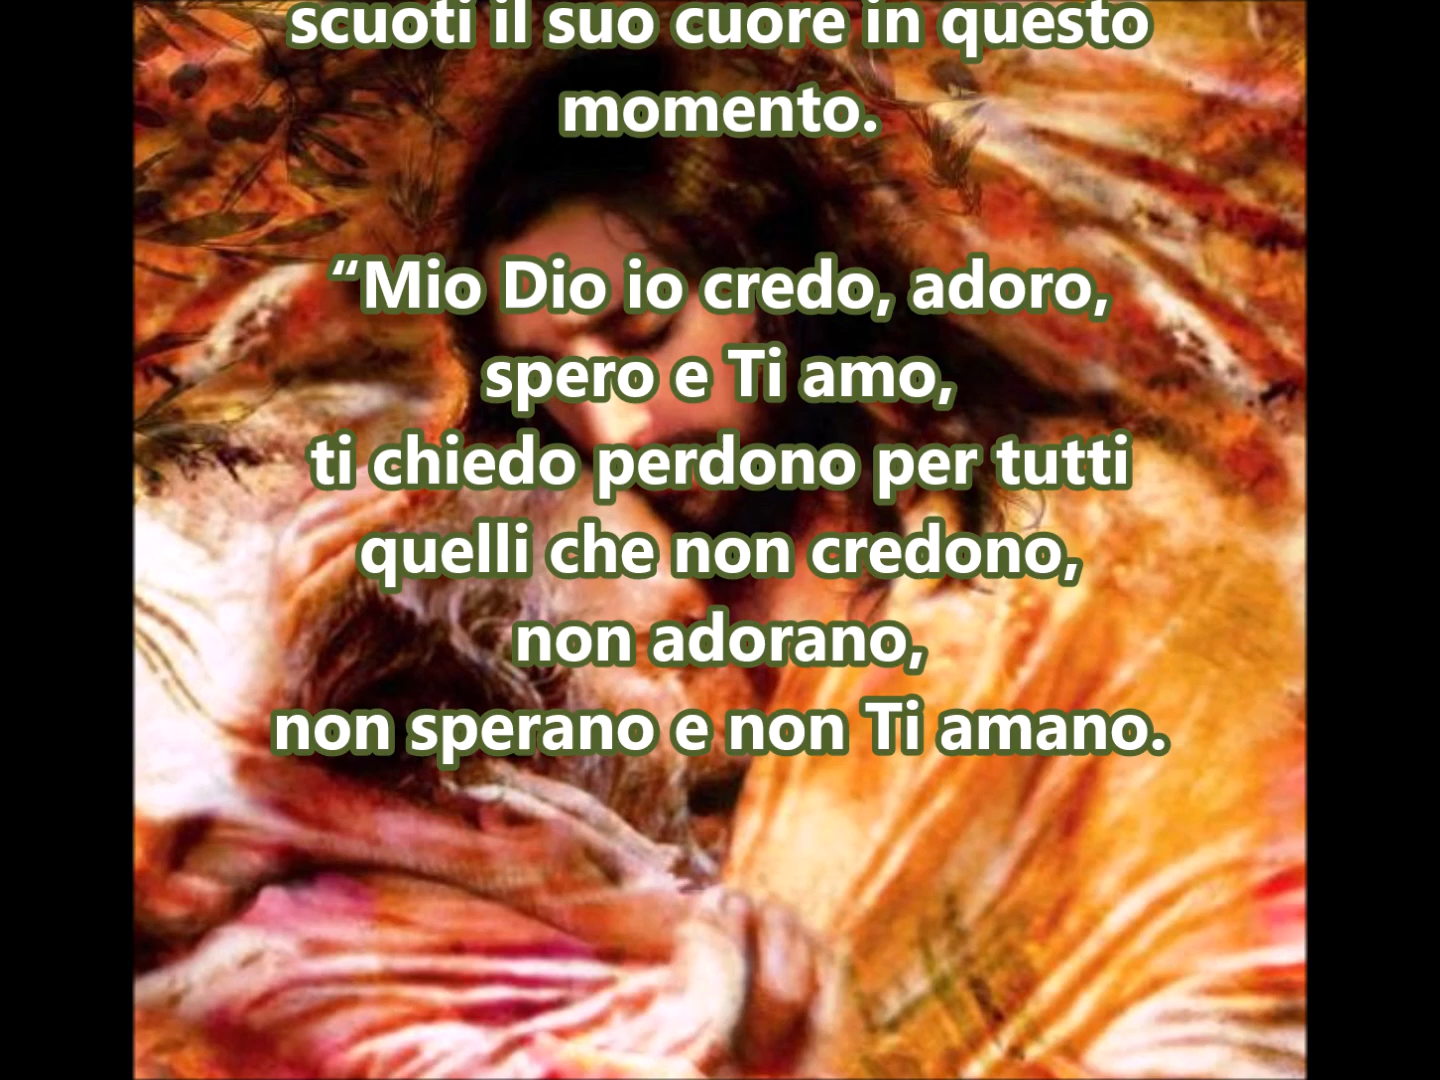 scuoti il suo cuore in questo
momento.
“Mio Dio io credo, adoro,
spero e Ti amo,
ti chiedo perdono per tutti
quelli che non credono,
non adorano,
non sperano e non Ti amano.